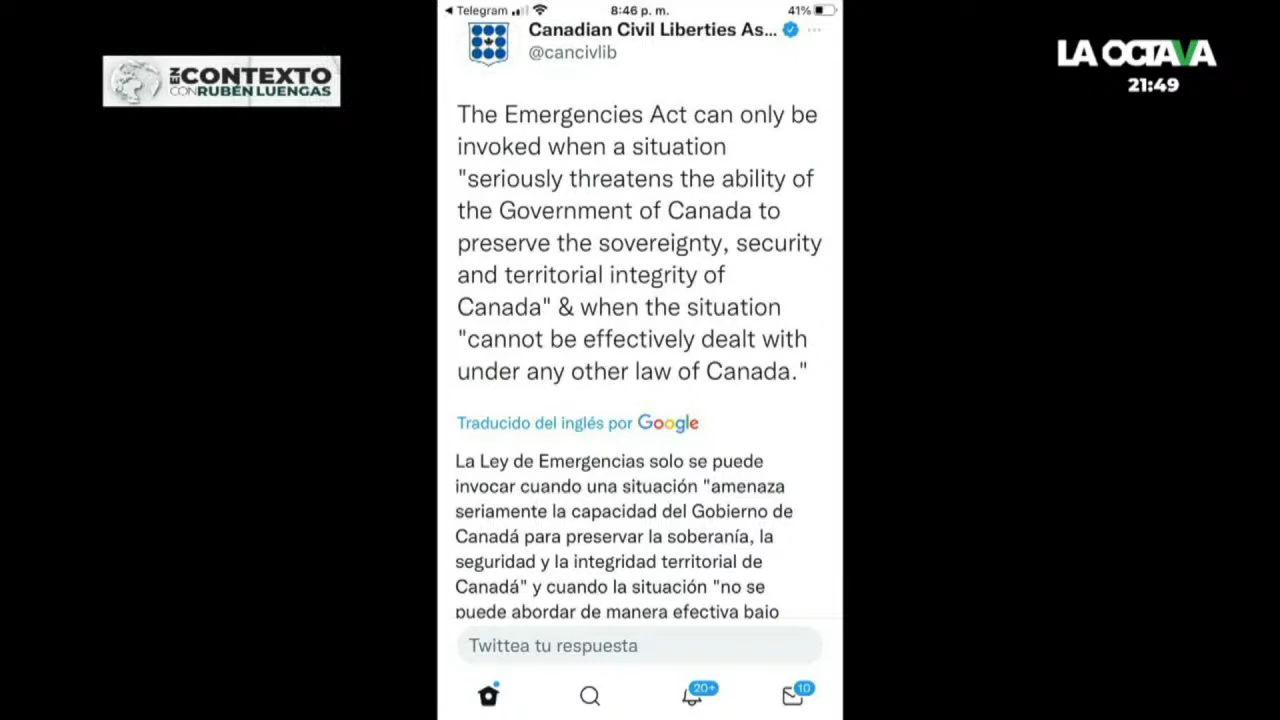 Telegram
8:46 p. m.
41%
Canadian Civil Liberties As...
@cancivlib
EN CONTEXTO
CON RUBÉN LUENGAS
LA OCTAVA
21:49
The Emergencies Act can only be
invoked when a situation
"seriously threatens the ability of
the Government of Canada to
preserve the sovereignty, security
and territorial integrity of
Canada" & when the situation
"cannot be effectively dealt with
under any other law of Canada."
Traducido del inglés por Google
La Ley de Emergencias solo se puede
invocar cuando una situación "amenaza
seriamente la capacidad del Gobierno de
Canadá para preservar la soberanía, la
seguridad y la integridad territorial de
Canadá" y cuando la situación "no se
puede abordar de manera efectiva bajo
Twittea tu respuesta
20+
10